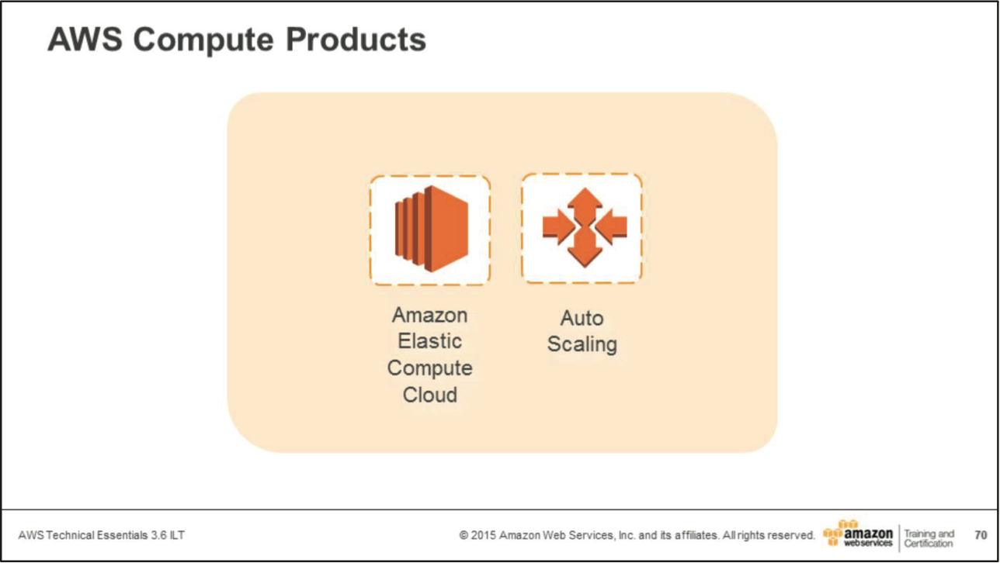 AWS Compute Products
Amazon
Elastic
Compute
Cloud
Auto
Scaling
AWS Technical Essentials 3.6 ILT
© 2015 Amazon Web Services, Inc. and its affiliates. All rights reserved.
amazon
webservices
Training and
Certification
70